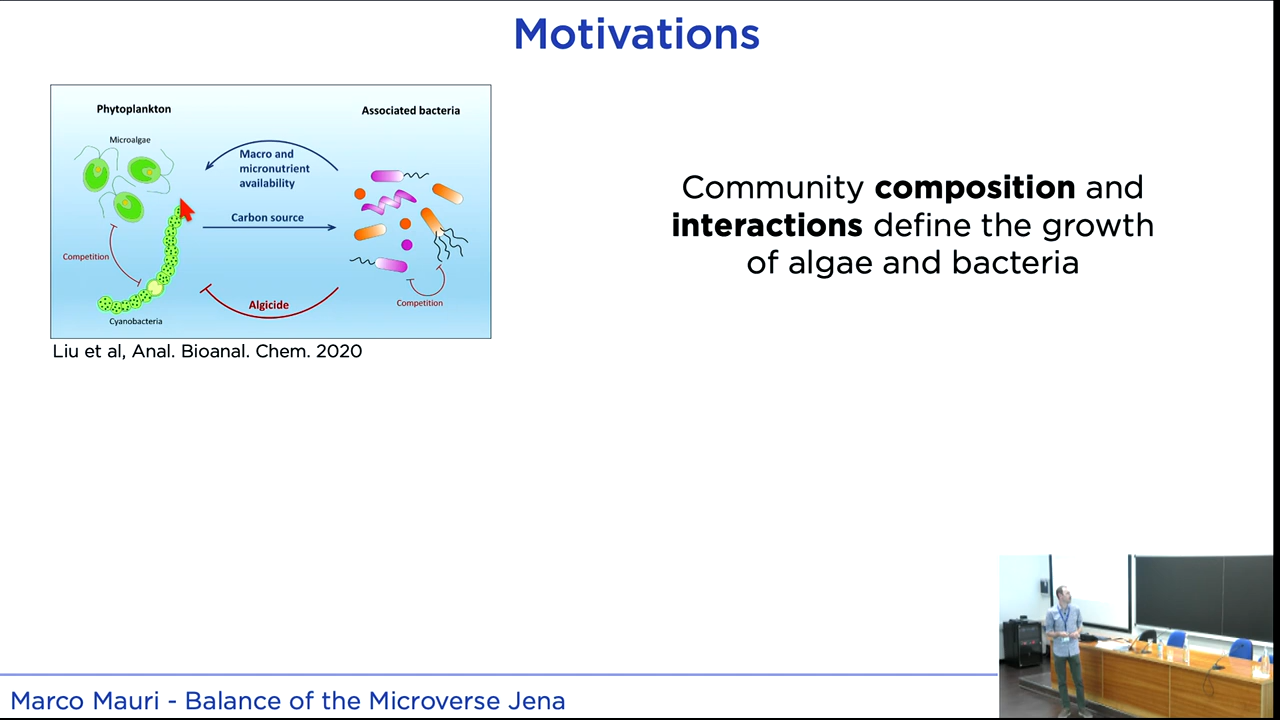 Motivations
Phytoplankton
Associated bacteria
Microalgae
Macro and
micronutrient
availability
Carbon source
Competition
Algicide
Competition
Cyanobacteria
Liu et al, Anal. Bioanal. Chem. 2020
Community composition and
interactions define the growth
of algae and bacteria
Marco Mauri - Balance of the Microverse Jena